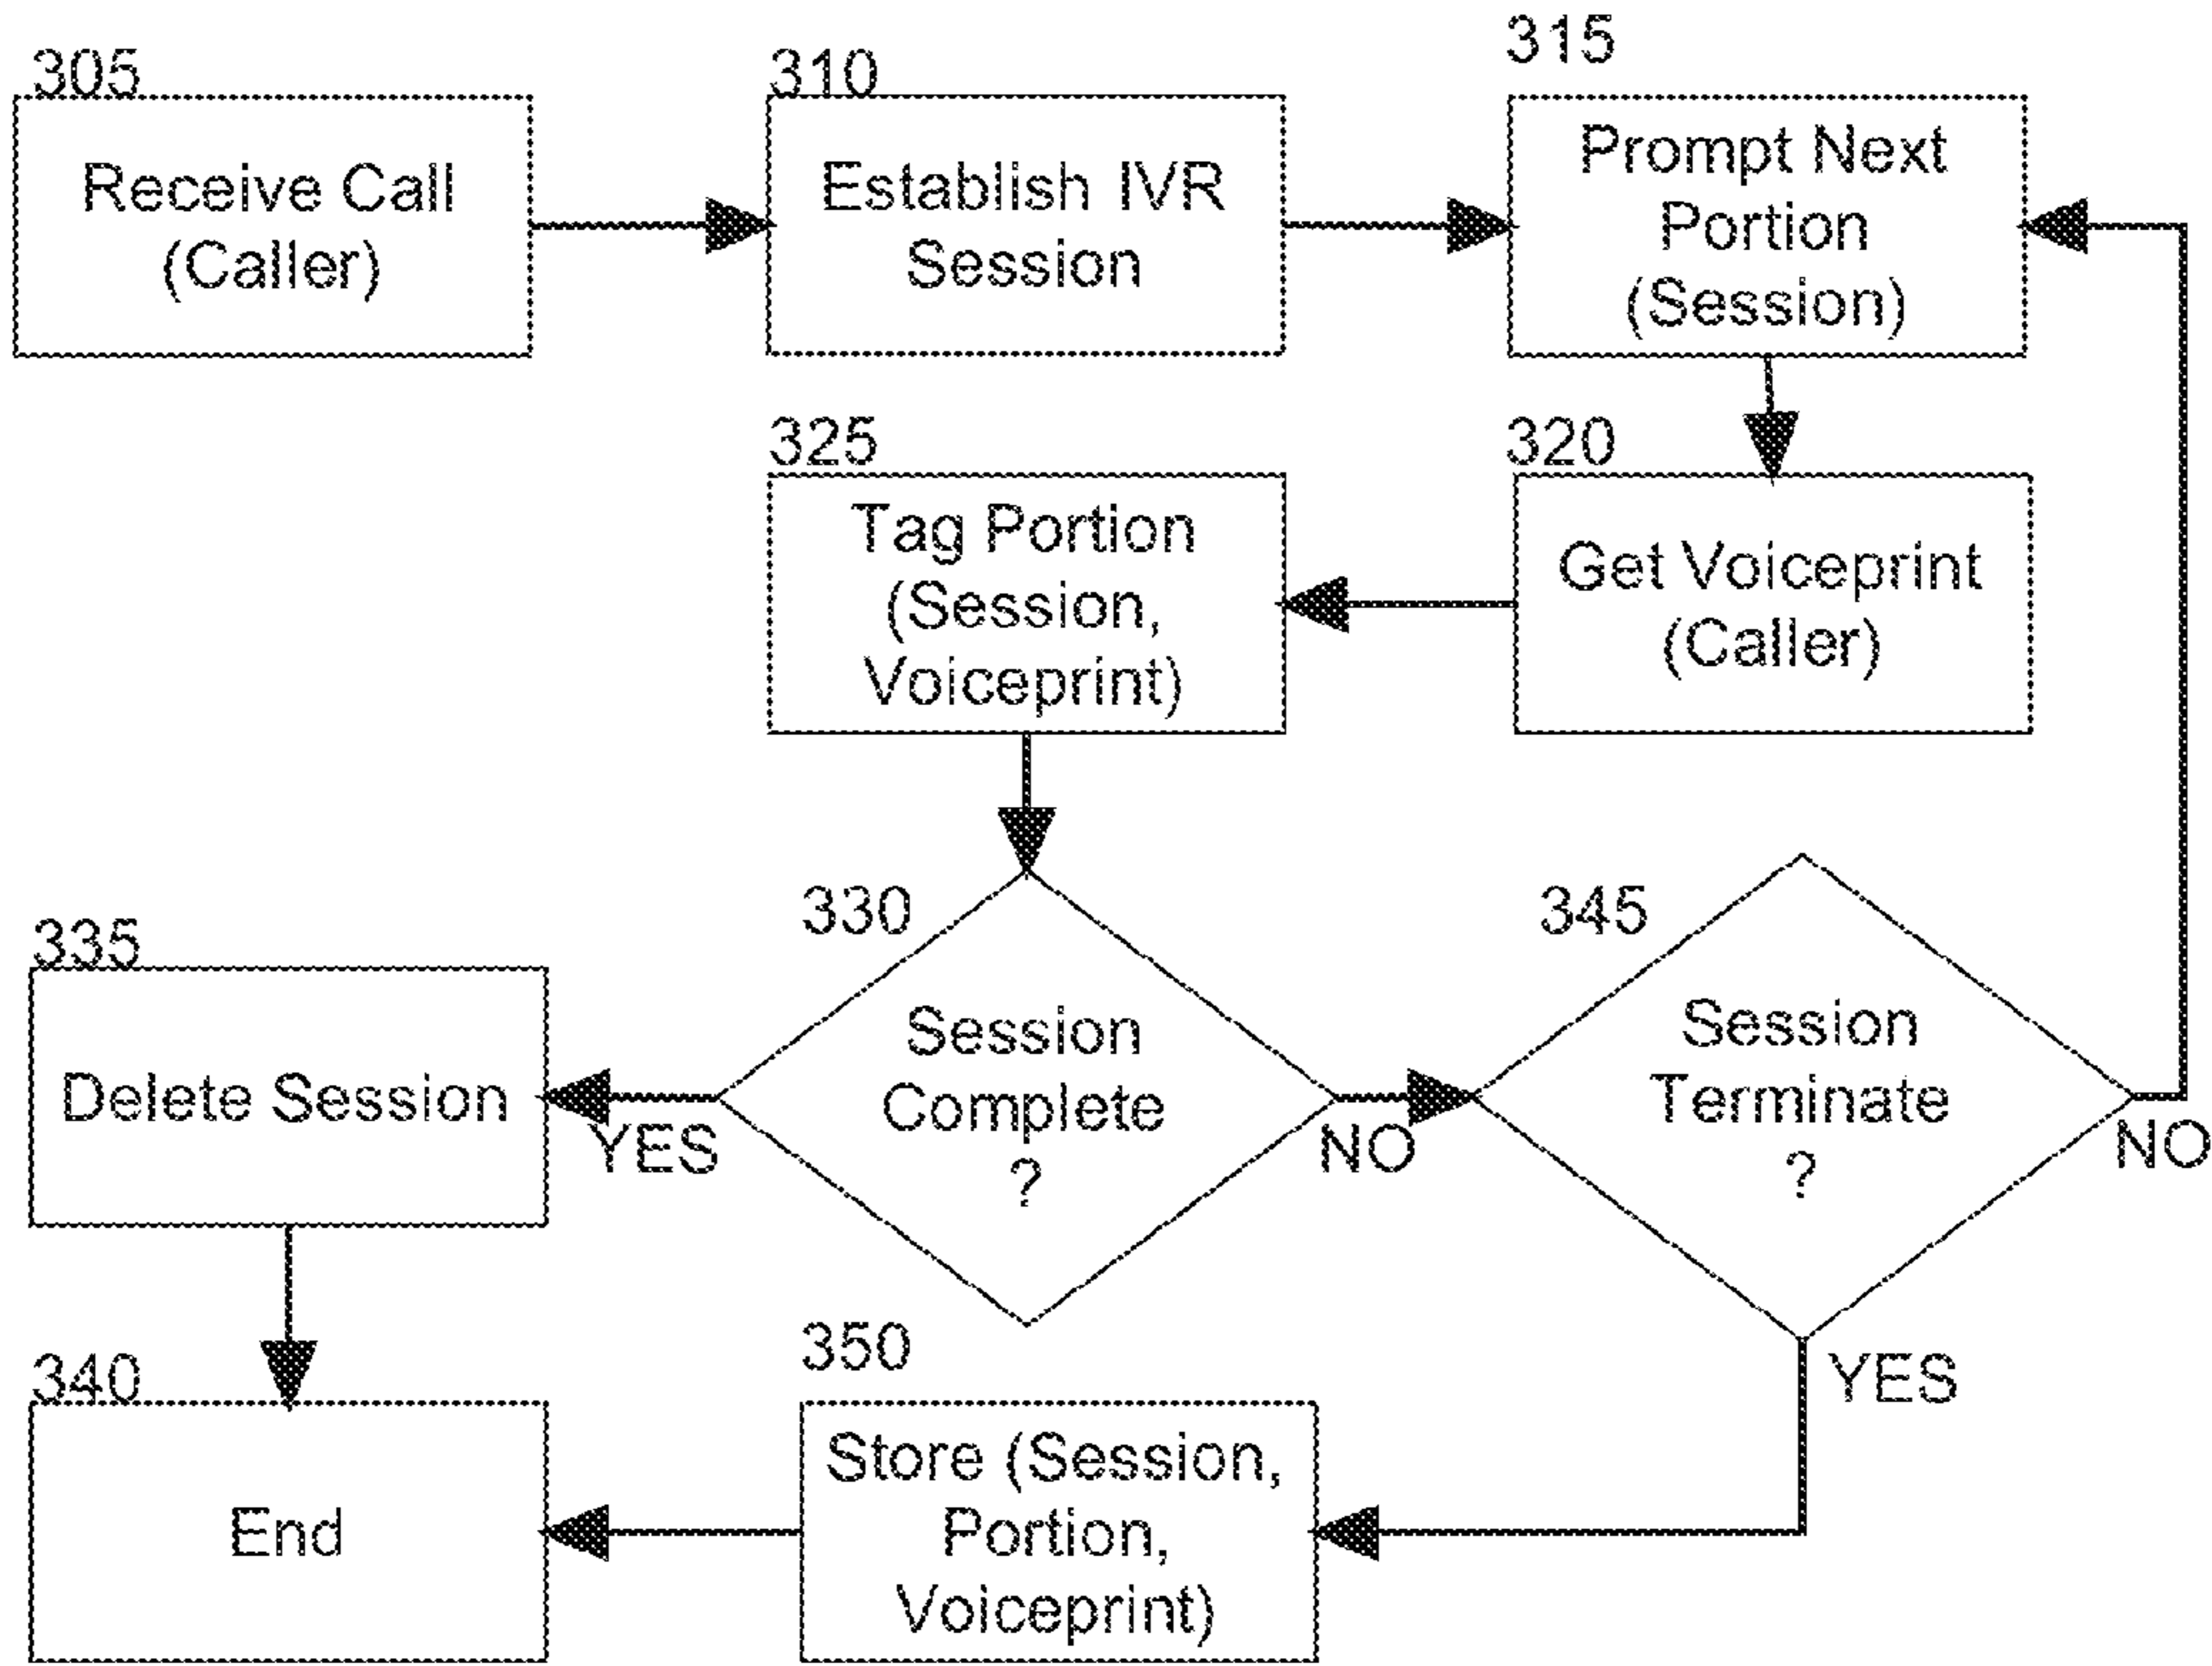 305
Receive Call
(Caller)
310
Establish IVR
Session
315
Prompt Next
Portion
(Session)
320
Get Voiceprint
(Caller)
325
Tag Portion
(Session,
Voiceprint)
330
Session
Complete
?
YES
NO
335
Delete Session
345
Session
Terminate
?
NO
YES
340
End
350
Store (Session,
Portion,
Voiceprint)